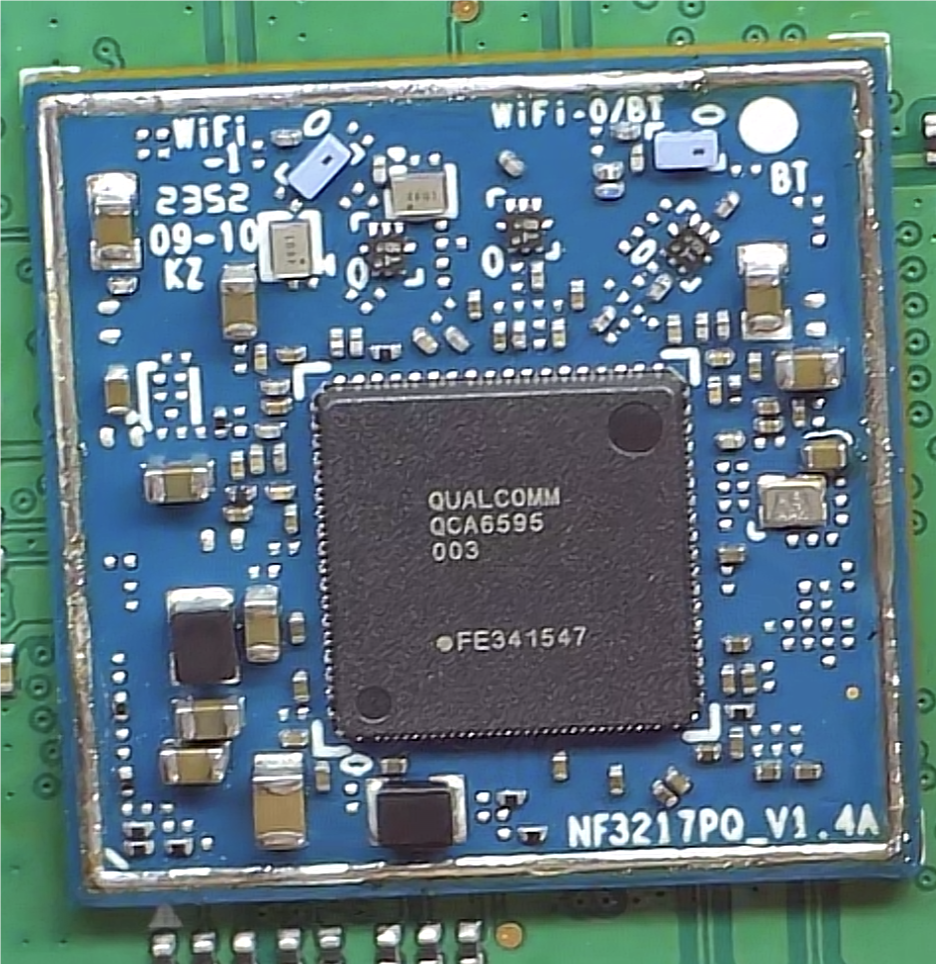 WiFi
-1
WiFi-0/BT
BT
2352
09-10
KZ
QUALCOMM
QCA6595
003
FE341547
NF3217PQ_V1.4A